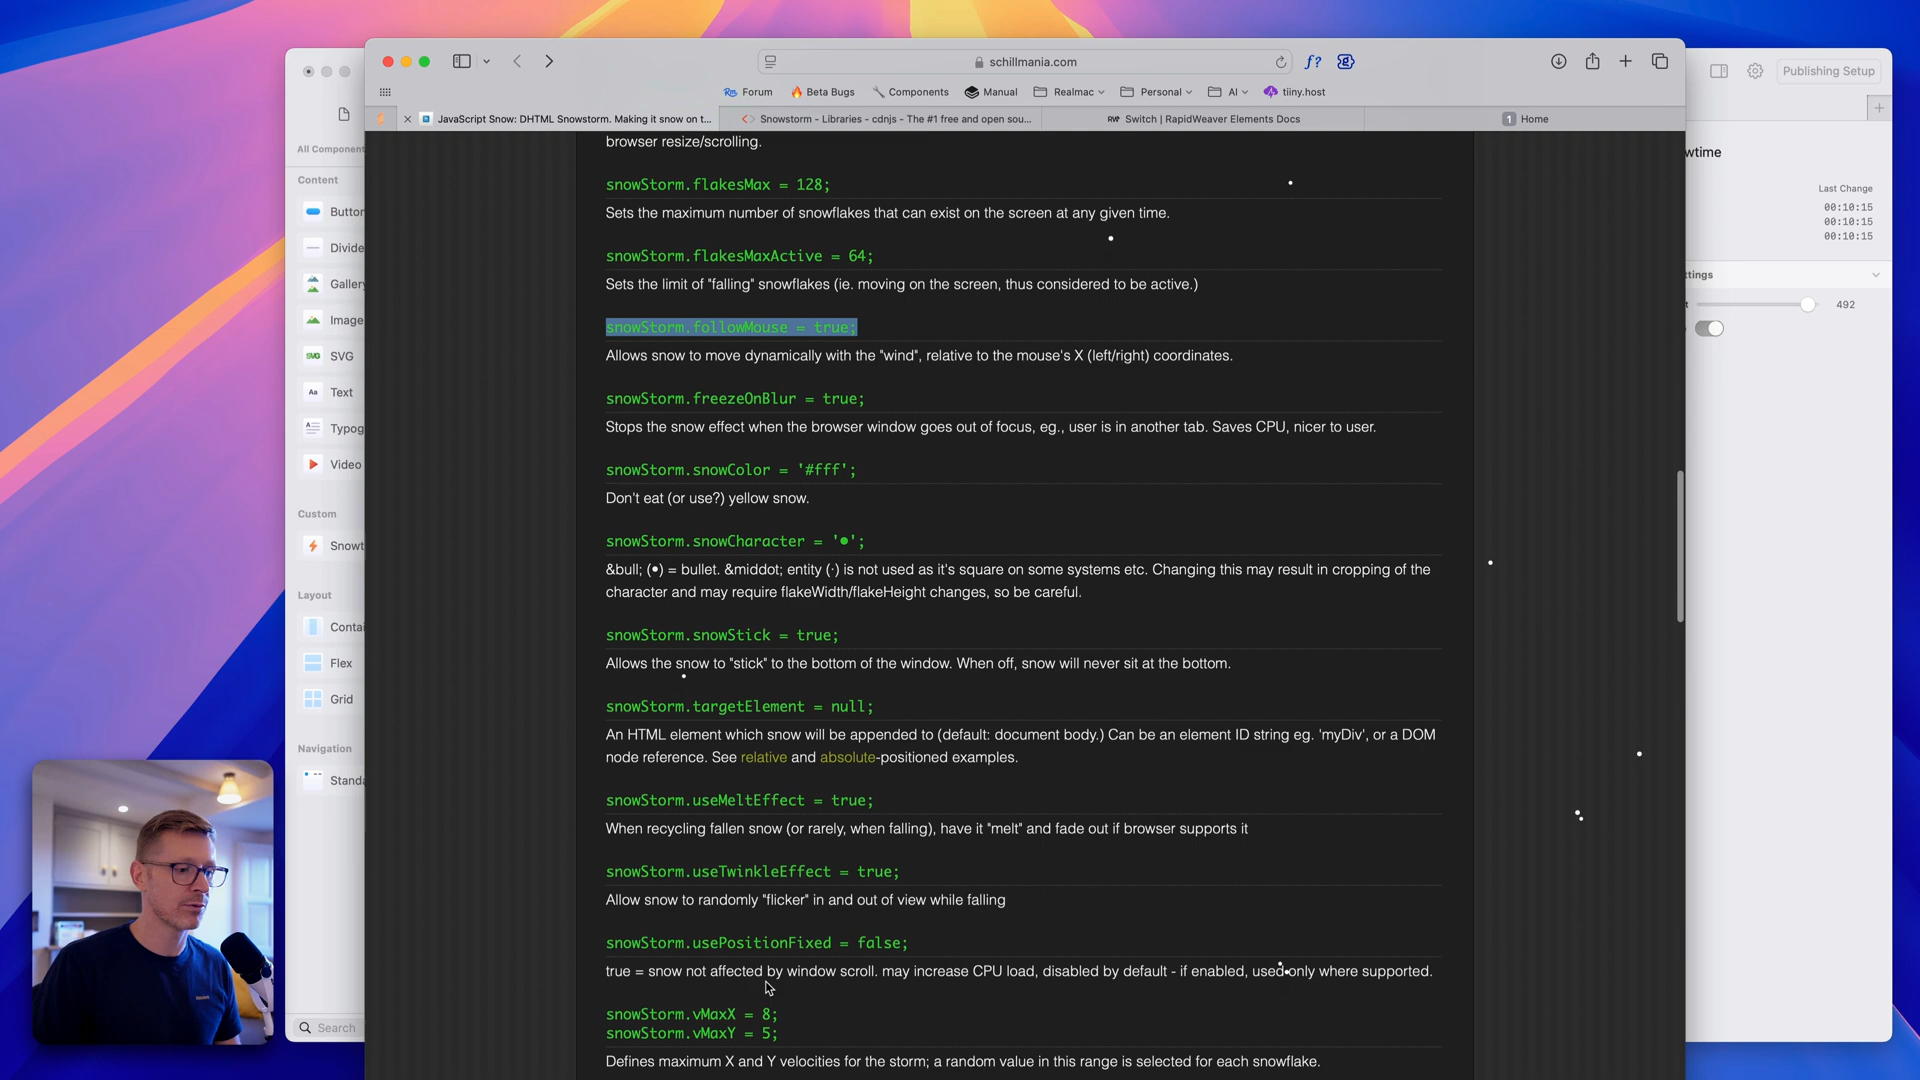 schillmania.com
Publishing Setup
Forum
Beta Bugs
Components
Manual
Realmac
Personal
AI
tiiny.host
JavaScript Snow: DHTML Snowstorm. Making it snow on t...
Snowstorm - Libraries - cdnjs - The #1 free and open sou...
RW Switch | RapidWeaver Elements Docs
1 Home
All Component
Content
Button
Divide
Gallery
Image
SVG SVG
Aa Text
Typog
Video
Custom
Snowt
Layout
Contai
Flex
Grid
Navigation
Standa
Search
browser resize/scrolling.
snowStorm.flakesMax = 128;
Sets the maximum number of snowflakes that can exist on the screen at any given time.
snowStorm.flakesMaxActive = 64;
Sets the limit of "falling" snowflakes (ie. moving on the screen, thus considered to be active.)
snowStorm.followMouse = true;
Allows snow to move dynamically with the "wind", relative to the mouse's X (left/right) coordinates.
snowStorm.freezeOnBlur = true;
Stops the snow effect when the browser window goes out of focus, eg., user is in another tab. Saves CPU, nicer to user.
snowStorm.snowColor = '#fff';
Don't eat (or use?) yellow snow.
snowStorm.snowCharacter = '•';
&bull; (•) = bullet. &middot; entity (·) is not used as it's square on some systems etc. Changing this may result in cropping of the
character and may require flakeWidth/flakeHeight changes, so be careful.
snowStorm.snowStick = true;
Allows the snow to "stick" to the bottom of the window. When off, snow will never sit at the bottom.
snowStorm.targetElement = null;
An HTML element which snow will be appended to (default: document body.) Can be an element ID string eg. 'myDiv', or a DOM
node reference. See relative and absolute-positioned examples.
snowStorm.useMeltEffect = true;
When recycling fallen snow (or rarely, when falling), have it "melt" and fade out if browser supports it
snowStorm.useTwinkleEffect = true;
Allow snow to randomly "flicker" in and out of view while falling
snowStorm.usePositionFixed = false;
true = snow not affected by window scroll. may increase CPU load, disabled by default - if enabled, used only where supported.
snowStorm.vMaxX = 8;
snowStorm.vMaxY = 5;
Defines maximum X and Y velocities for the storm; a random value in this range is selected for each snowflake.
wtime
Last Change
00:10:15
00:10:15
00:10:15
ttings
t 492